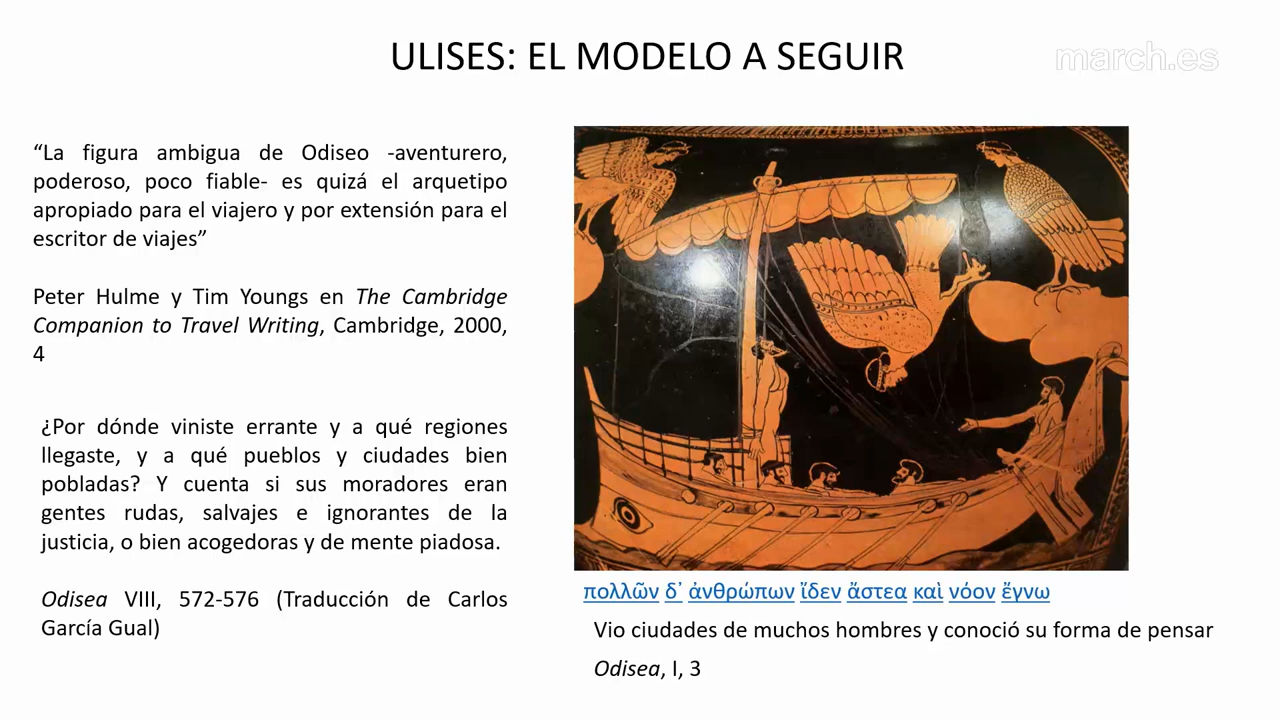 ULISES: EL MODELO A SEGUIR
march.es
“La figura ambigua de Odiseo -aventurero,
poderoso, poco fiable- es quizá el arquetipo
apropiado para el viajero y por extensión para el
escritor de viajes”
Peter Hulme y Tim Youngs en The Cambridge
Companion to Travel Writing, Cambridge, 2000,
4
¿Por dónde viniste errante y a qué regiones
llegaste, y a qué pueblos y ciudades bien
pobladas? Y cuenta si sus moradores eran
gentes rudas, salvajes e ignorantes de la
justicia, o bien acogedoras y de mente piadosa.
Odisea VIII, 572-576 (Traducción de Carlos
García Gual)
πολλῶν δ᾽ ἀνθρώπων ἴδεν ἄστεα καὶ νόον ἔγνω
Vio ciudades de muchos hombres y conoció su forma de pensar
Odisea, I, 3